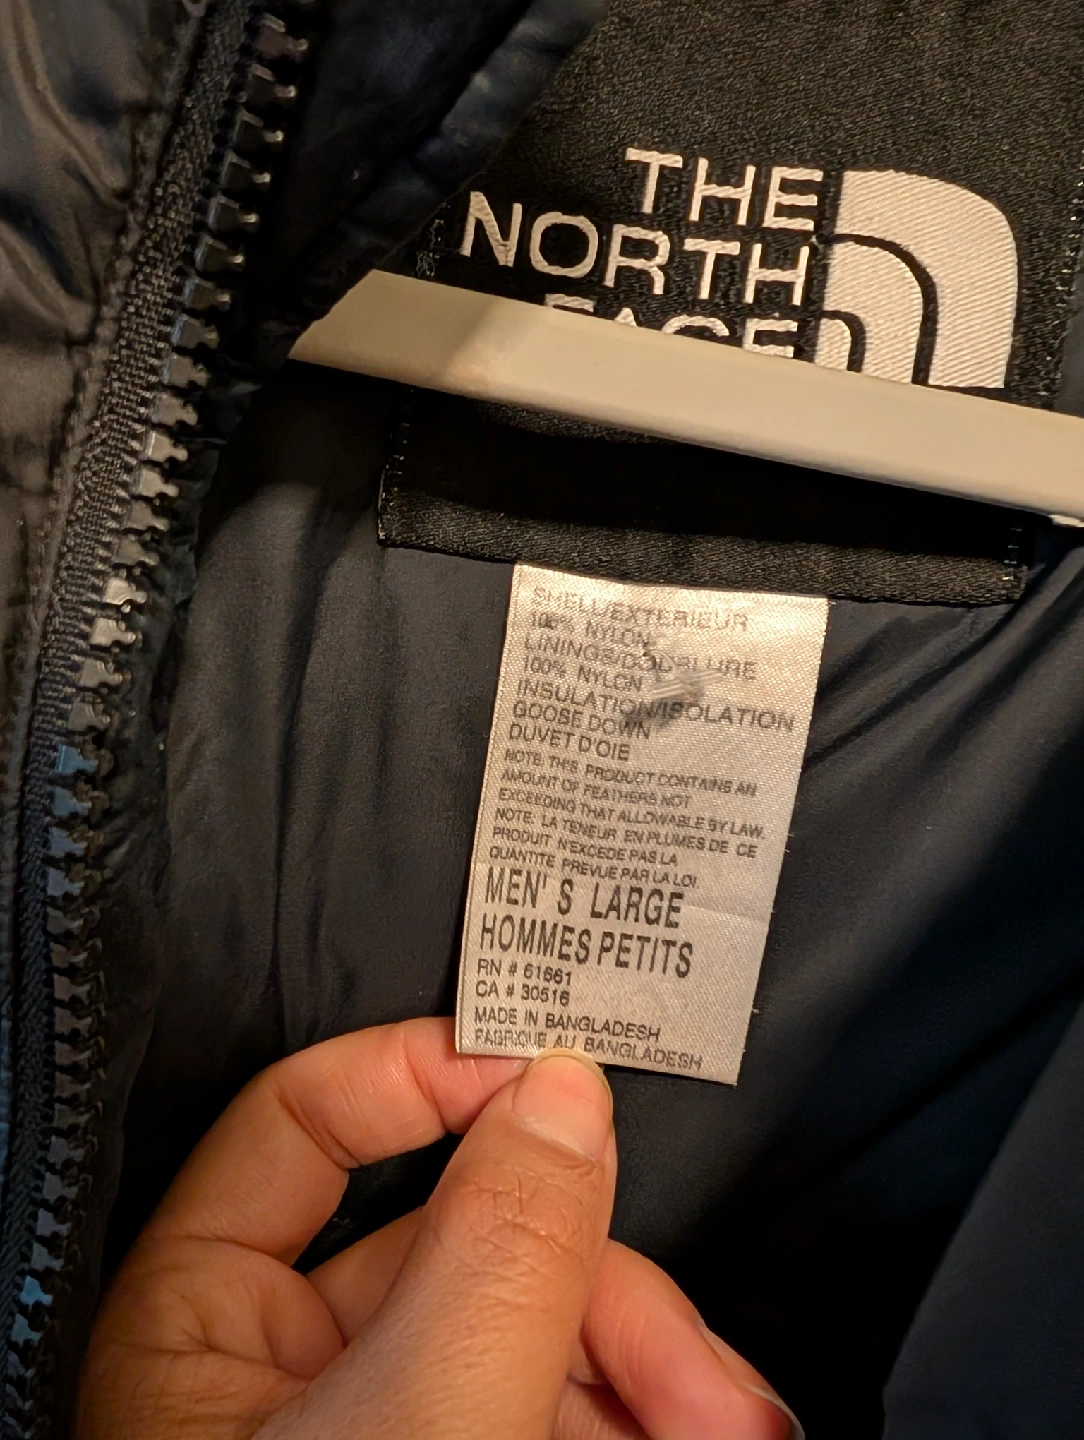 THE
NORTH
FACE
SHELL/EXTERIEUR
100% NYLON
LININGS/DOUBLURE
100% NYLON
INSULATION/ISOLATION
GOOSE DOWN
DUVET D'OIE
NOTE: THIS PRODUCT CONTAINS AN
AMOUNT OF FEATHERS NOT
EXCEEDING THAT ALLOWABLE BY LAW.
NOTE: LA TENEUR EN PLUMES DE CE
PRODUIT N'EXCEDE PAS LA
QUANTITE PREVUE PAR LA LOI.
MEN'S LARGE
HOMMES PETITS
RN # 61661
CA # 30516
MADE IN BANGLADESH
FABRIQUE AU BANGLADESH